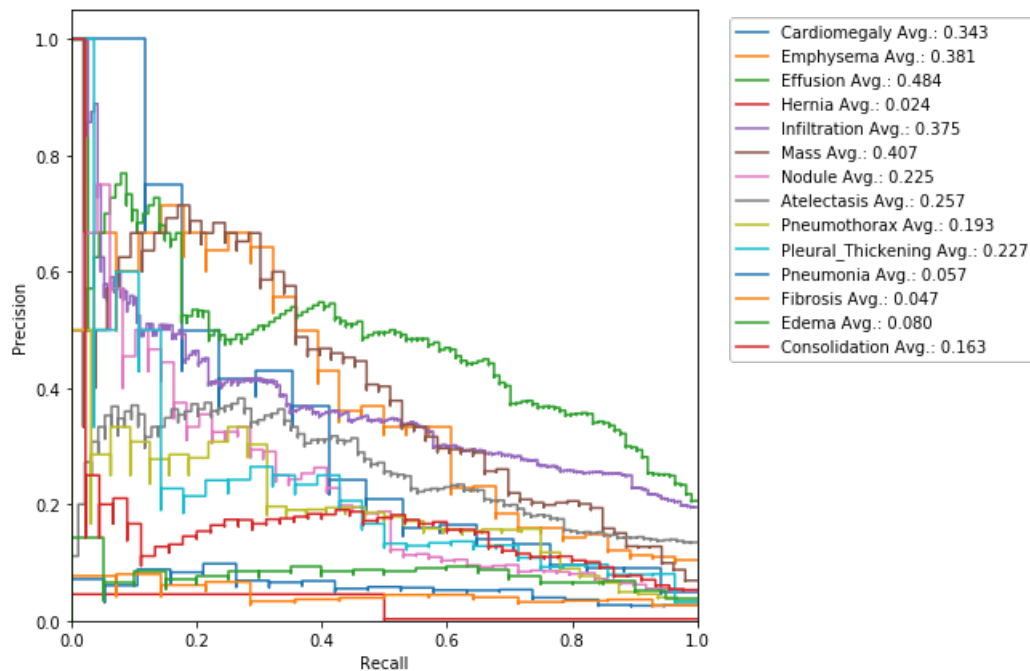 1.0
0.8
0.6
0.4
0.2
0.0
Precision
0.0
0.2
0.4
0.6
0.8
1.0
Recall
Cardiomegaly Avg.: 0.343
Emphysema Avg.: 0.381
Effusion Avg.: 0.484
Hernia Avg.: 0.024
Infiltration Avg.: 0.375
Mass Avg.: 0.407
Nodule Avg.: 0.225
Atelectasis Avg.: 0.257
Pneumothorax Avg.: 0.193
Pleural_Thickening Avg.: 0.227
Pneumonia Avg.: 0.057
Fibrosis Avg.: 0.047
Edema Avg.: 0.080
Consolidation Avg.: 0.163